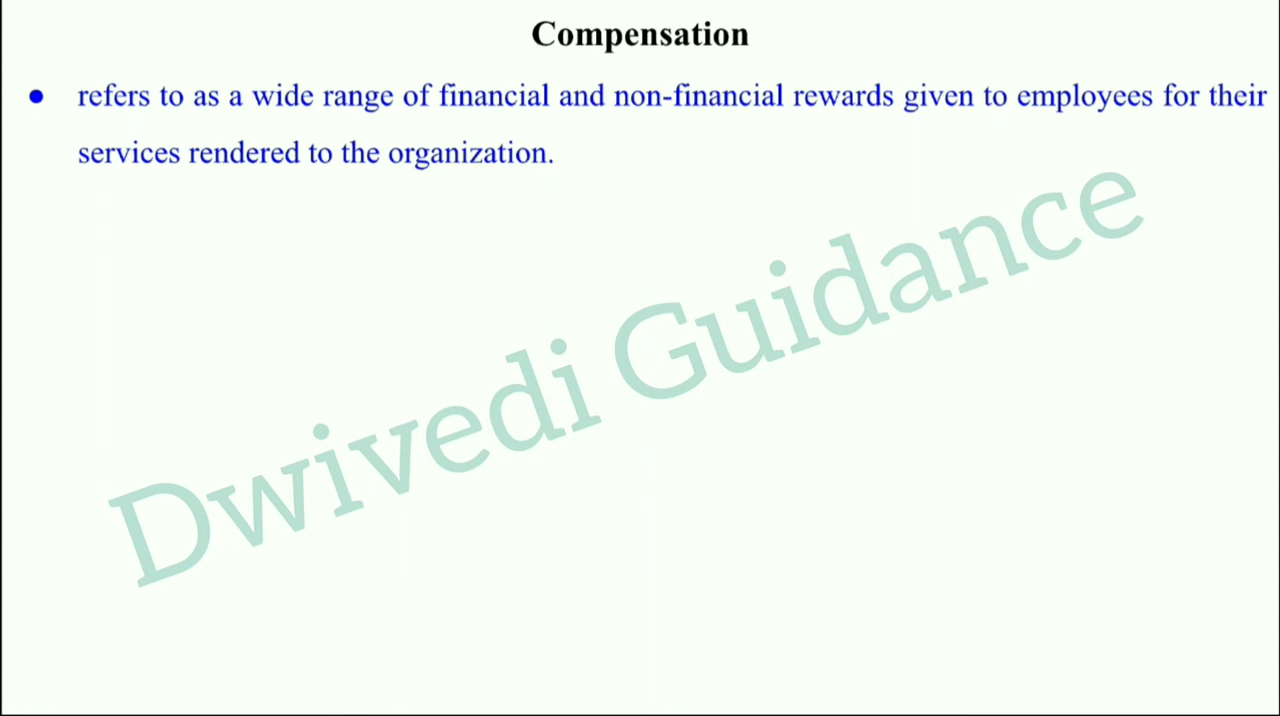 Compensation
● refers to as a wide range of financial and non-financial rewards given to employees for their
services rendered to the organization.
Dwivedi Guidance